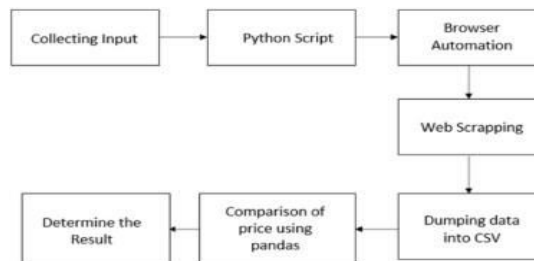 Collecting Input
Python Script
Browser
Automation
Web Scrapping
Dumping data
into CSV
Comparison of
price using
pandas
Determine the
Result